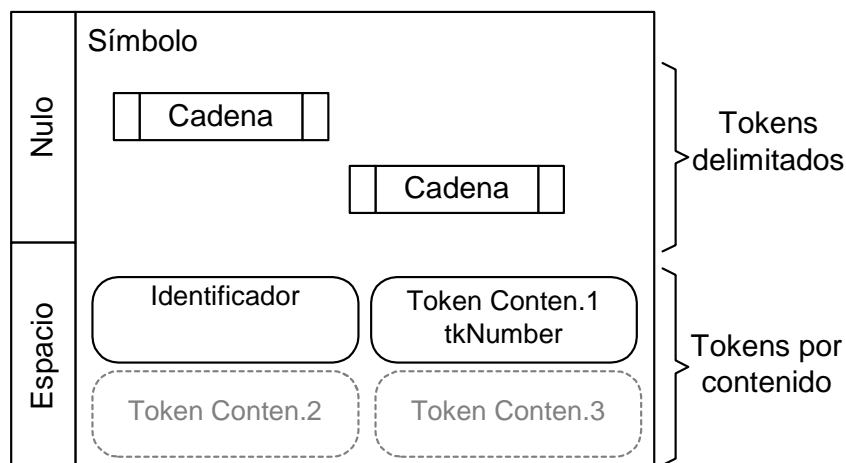 Símbolo
Nulo
Cadena
Cadena
Tokens
delimitados
Espacio
Identificador
Token Conten.1
tkNumber
Token Conten.2
Token Conten.3
Tokens por
contenido